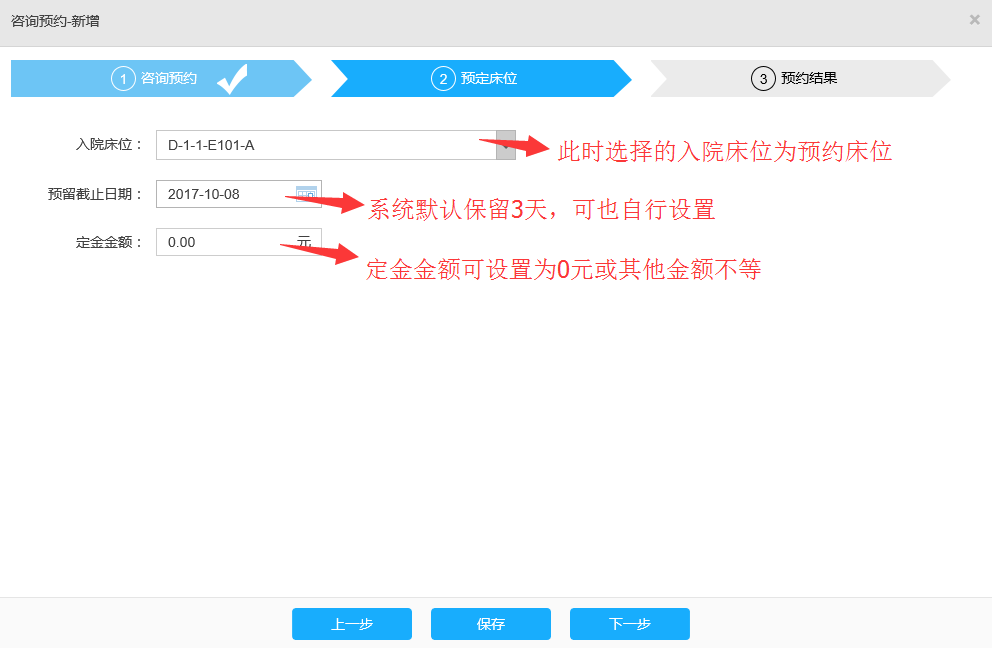 咨询预约-新增
×
1 咨询预约
2 预定床位
3 预约结果
入院床位： D-1-1-E101-A
此时选择的入院床位为预约床位
预留截止日期： 2017-10-08
系统默认保留3天，可也自行设置
定金金额： 0.00 元
定金金额可设置为0元或其他金额不等
上一步 保存 下一步